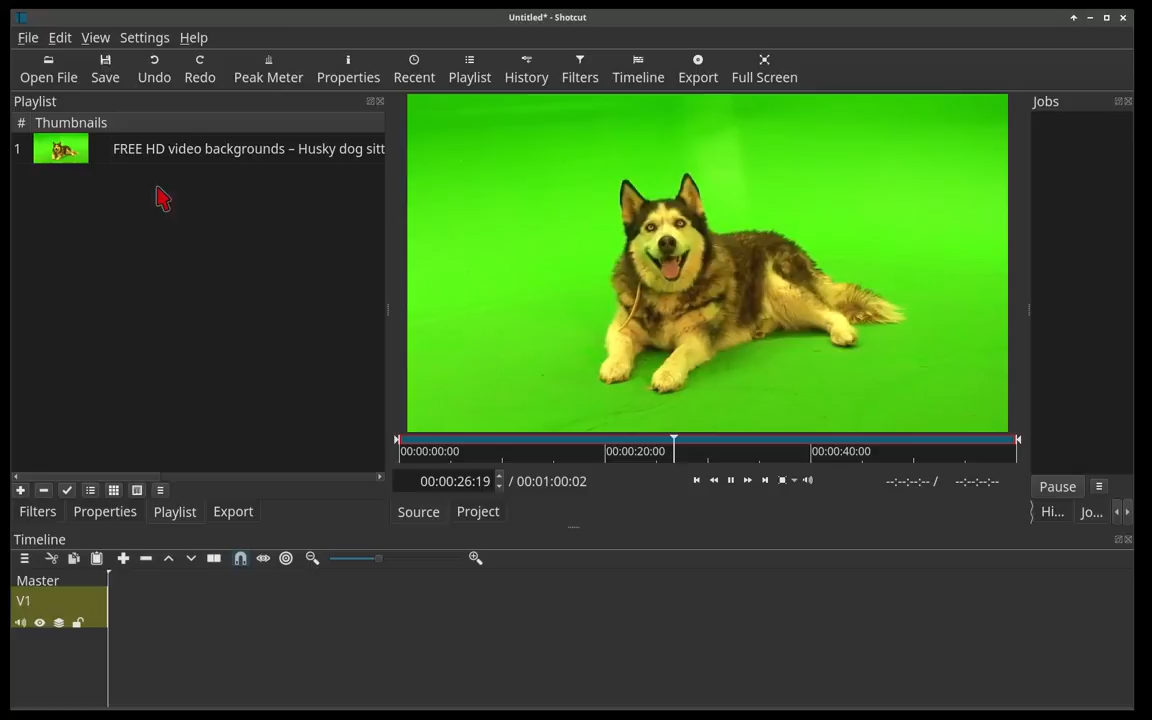 Untitled* - Shotcut
File Edit View Settings Help
Open File Save Undo Redo Peak Meter Properties Recent Playlist History Filters Timeline Export Full Screen
Playlist
Jobs
# Thumbnails
1 FREE HD video backgrounds – Husky dog sitt
00:00:00:00 00:00:20:00 00:00:40:00
00:00:26:19 / 00:01:00:02 --:--:--:-- / --:--:--:--
Pause
Filters Properties Playlist Export Source Project Hi... Jo...
Timeline
Master
V1